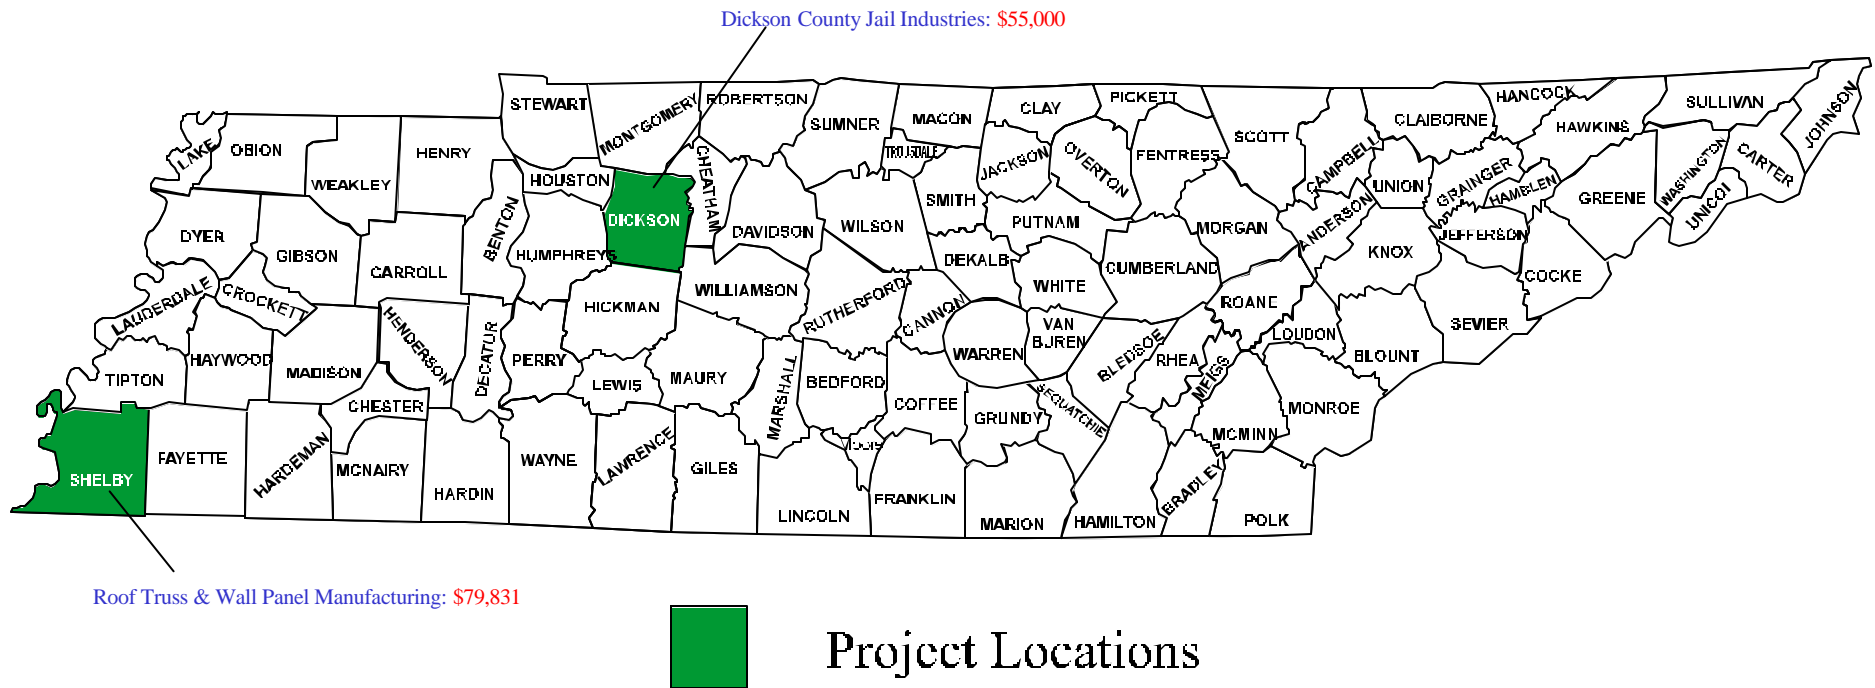 Dickson County Jail Industries: $55,000
STEWART
MONTGOMERY
ROBERTSON
SUMNER
MACON
CLAY
PICKETT
SCOTT
CLAIBORNE
HANCOCK
HAWKINS
SULLIVAN
JOHNSON
LAKE
OBION
WEAKLEY
HENRY
HOUSTON
CHEATHAM
TROUSDALE
JACKSON
OVERTON
FENTRESS
CAMPBELL
UNION
GRAINGER
HAMBLEN
GREENE
WASHINGTON
UNICOI
CARTER
DYER
GIBSON
CARROLL
BENTON
HUMPHREYS
DICKSON
DAVIDSON
WILSON
SMITH
PUTNAM
MORGAN
ANDERSON
KNOX
JEFFERSON
COCKE
LAUDERDALE
CROCKETT
HENDERSON
DECATUR
PERRY
HICKMAN
WILLIAMSON
RUTHERFORD
CANNON
DEKALB
WHITE
CUMBERLAND
ROANE
LOUDON
BLOUNT
SEVIER
TIPTON
HAYWOOD
MADISON
CHESTER
LEWIS
MAURY
MARSHALL
BEDFORD
COFFEE
WARREN
VAN
BUREN
BLEDSOE
RHEA
MEIGS
MONROE
SHELBY
FAYETTE
HARDEMAN
MCNAIRY
HARDIN
WAYNE
LAWRENCE
GILES
LINCOLN
FRANKLIN
GRUNDY
SEQUATCHIE
MARION
HAMILTON
BRADLEY
MCMINN
POLK
Roof Truss & Wall Panel Manufacturing: $79,831
Project Locations